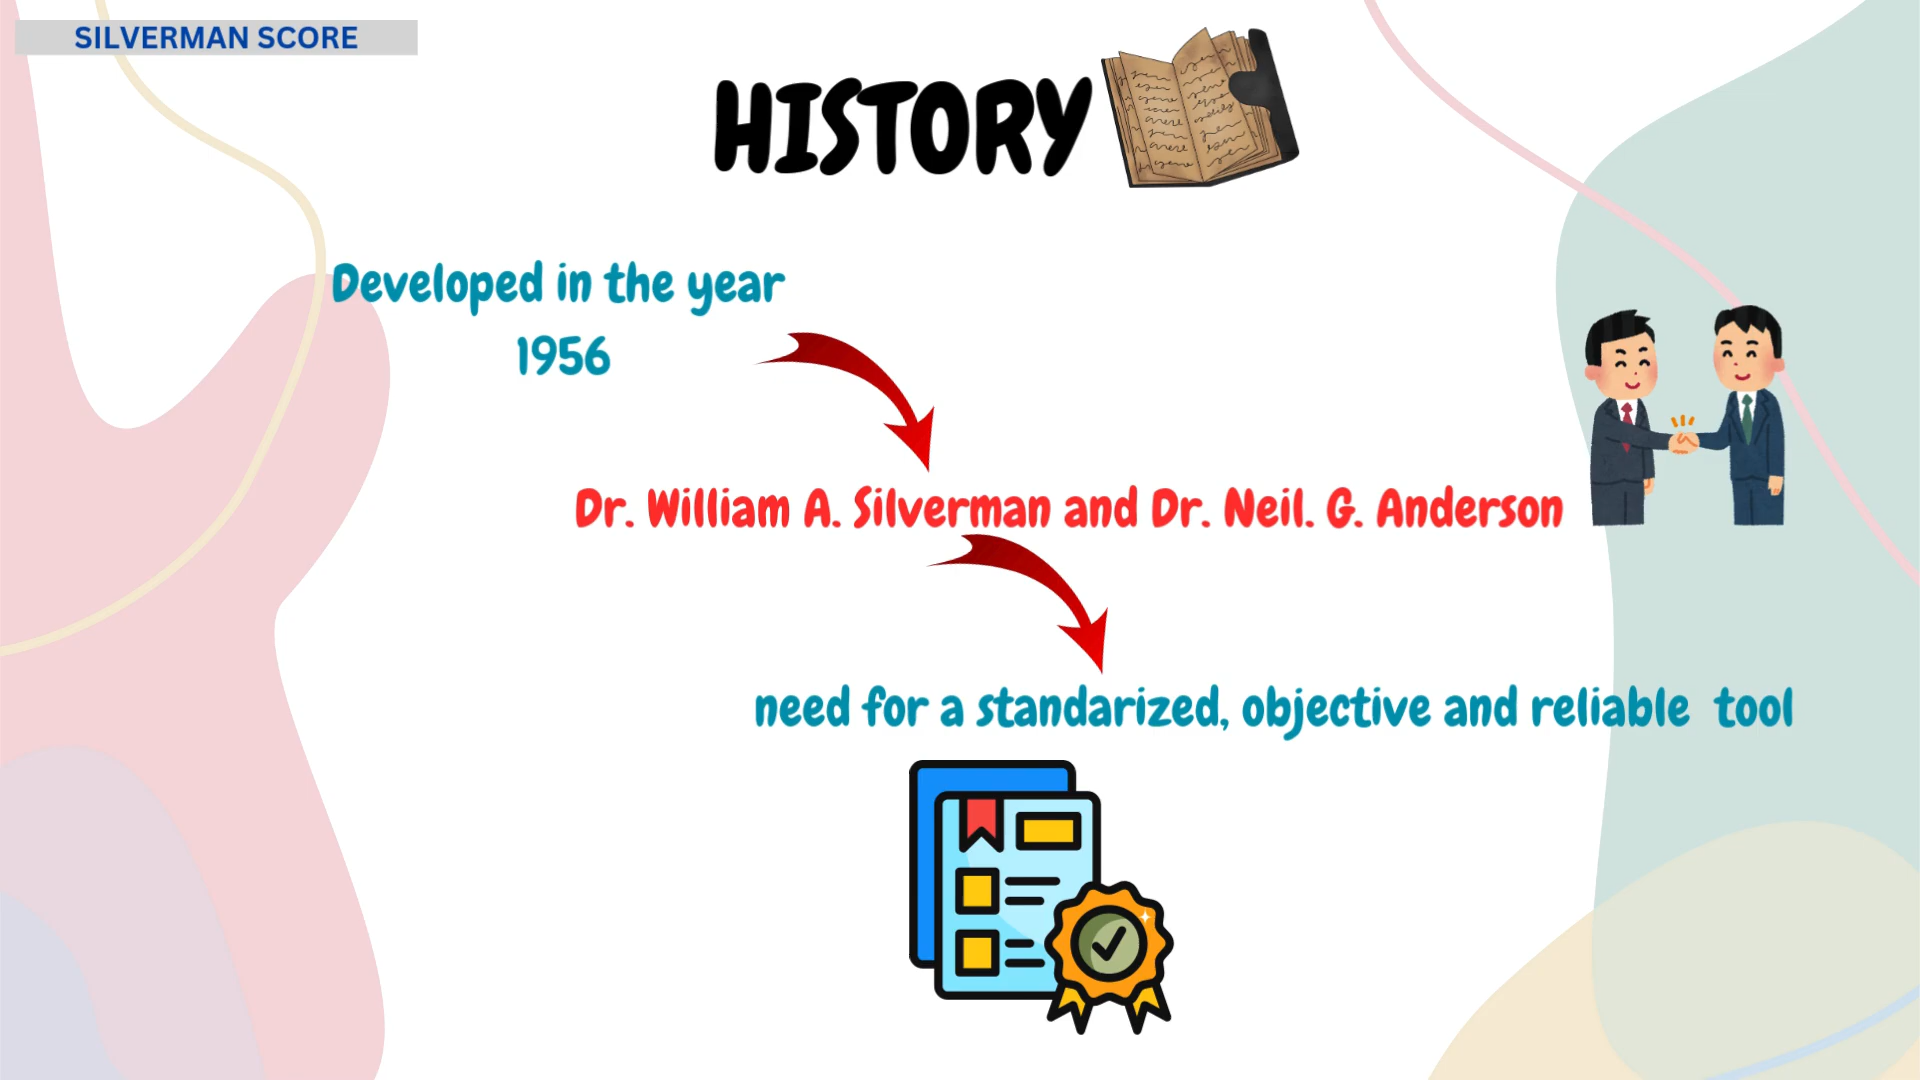 SILVERMAN SCORE
HISTORY
Developed in the year
1956
Dr. William A. Silverman and Dr. Neil. G. Anderson
need for a standarized, objective and reliable tool